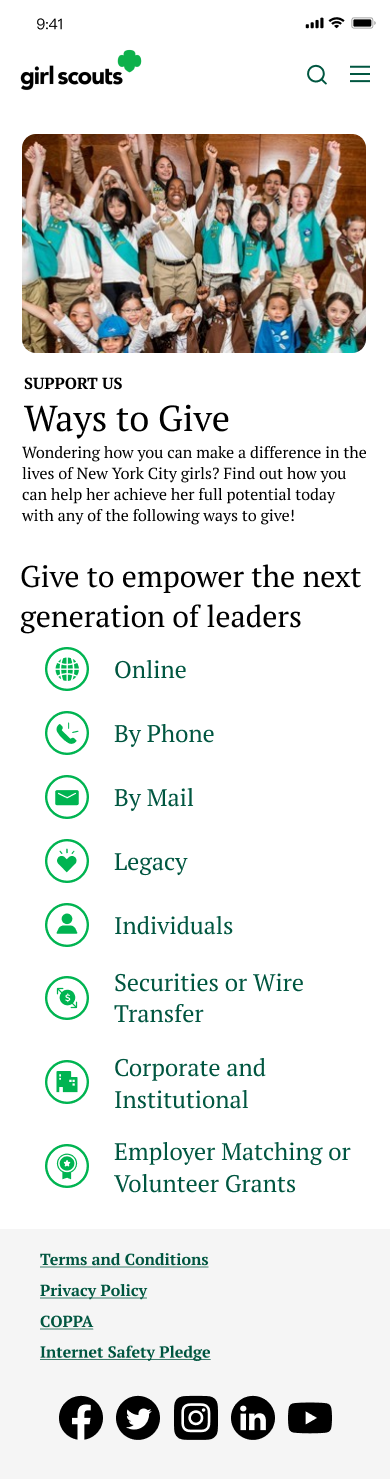 9:41
girl scouts
SUPPORT US
Ways to Give
Wondering how you can make a difference in the
lives of New York City girls? Find out how you
can help her achieve her full potential today
with any of the following ways to give!
Give to empower the next
generation of leaders
Online
By Phone
By Mail
Legacy
Individuals
$
Securities or Wire
Transfer
Corporate and
Institutional
Employer Matching or
Volunteer Grants
Terms and Conditions
Privacy Policy
COPPA
Internet Safety Pledge
f
in